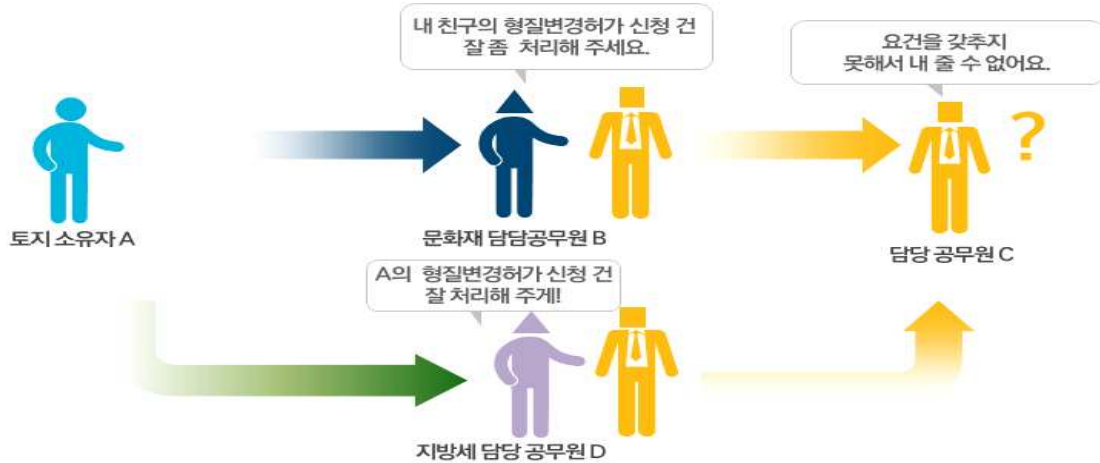 내 친구의 형질변경허가 신청 건
잘 좀 처리해 주세요.
요건을 갖추지
못해서 내 줄 수 없어요.
?
토지 소유자 A
문화재 담담공무원 B
담당 공무원 C
A의 형질변경허가 신청 건
잘 처리해 주게!
지방세 담당 공무원 D